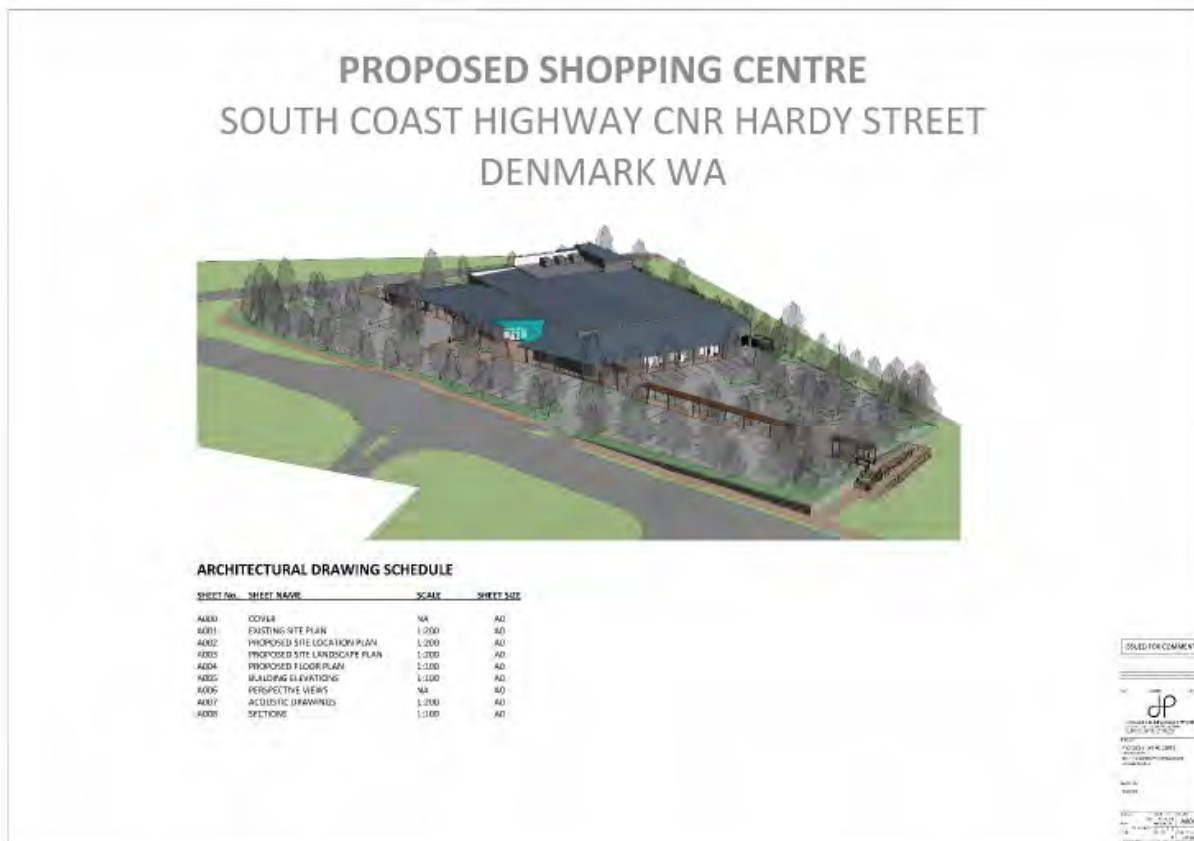 PROPOSED SHOPPING CENTRE
SOUTH COAST HIGHWAY CNR HARDY STREET
DENMARK WA
ARCHITECTURAL DRAWING SCHEDULE
SHEET No. SHEET NAME SCALE SHEET SIZE
A000 COVER NA A0
A001 EXISTING SITE PLAN 1:200 A0
A002 PROPOSED SITE LOCATION PLAN 1:200 A0
A003 PROPOSED SITE LANDSCAPE PLAN 1:200 A0
A004 PROPOSED FLOOR PLAN 1:100 A0
A005 BUILDING ELEVATIONS 1:100 A0
A006 PERSPECTIVE VIEWS NA A0
A007 ACOUSTIC DRAWINGS 1:200 A0
A008 SECTIONS 1:100 A0
ISSUED FOR COMMENT
dp